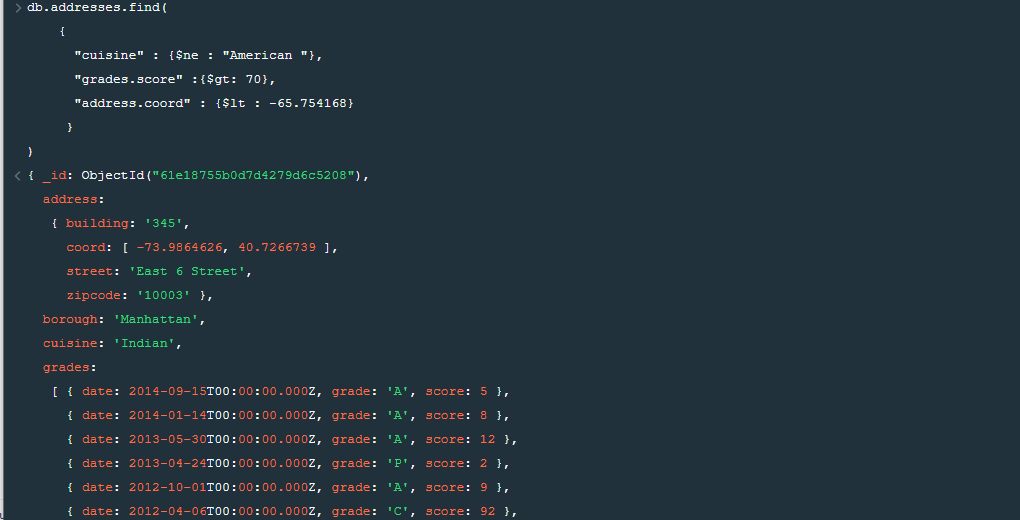 > db.addresses.find(
{
"cuisine" : {$ne : "American "},
"grades.score" :{$gt: 70},
"address.coord" : {$lt : -65.754168}
}
)
< { _id: ObjectId("61e18755b0d7d4279d6c5208"),
address:
{ building: '345',
coord: [ -73.9864626, 40.7266739 ],
street: 'East 6 Street',
zipcode: '10003' },
borough: 'Manhattan',
cuisine: 'Indian',
grades:
[ { date: 2014-09-15T00:00:00.000Z, grade: 'A', score: 5 },
{ date: 2014-01-14T00:00:00.000Z, grade: 'A', score: 8 },
{ date: 2013-05-30T00:00:00.000Z, grade: 'A', score: 12 },
{ date: 2013-04-24T00:00:00.000Z, grade: 'P', score: 2 },
{ date: 2012-10-01T00:00:00.000Z, grade: 'A', score: 9 },
{ date: 2012-04-06T00:00:00.000Z, grade: 'C', score: 92 },